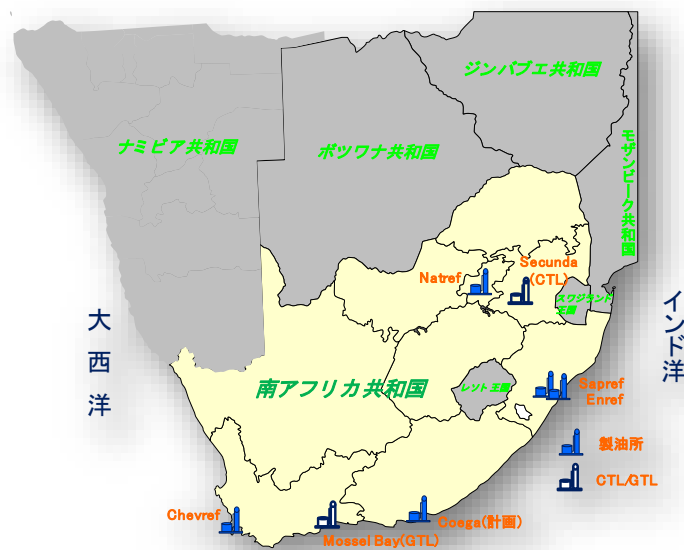 ジンバブエ共和国
ナミビア共和国
ボツワナ共和国
モザンビーク共和国
Secunda
(CTL)
Natref
スワジランド
王国
大西洋
インド洋
南アフリカ共和国
レソト王国
Sapref
Enref
製油所
CTL/GTL
Chevref
Coega(計画)
Mossel Bay(GTL)